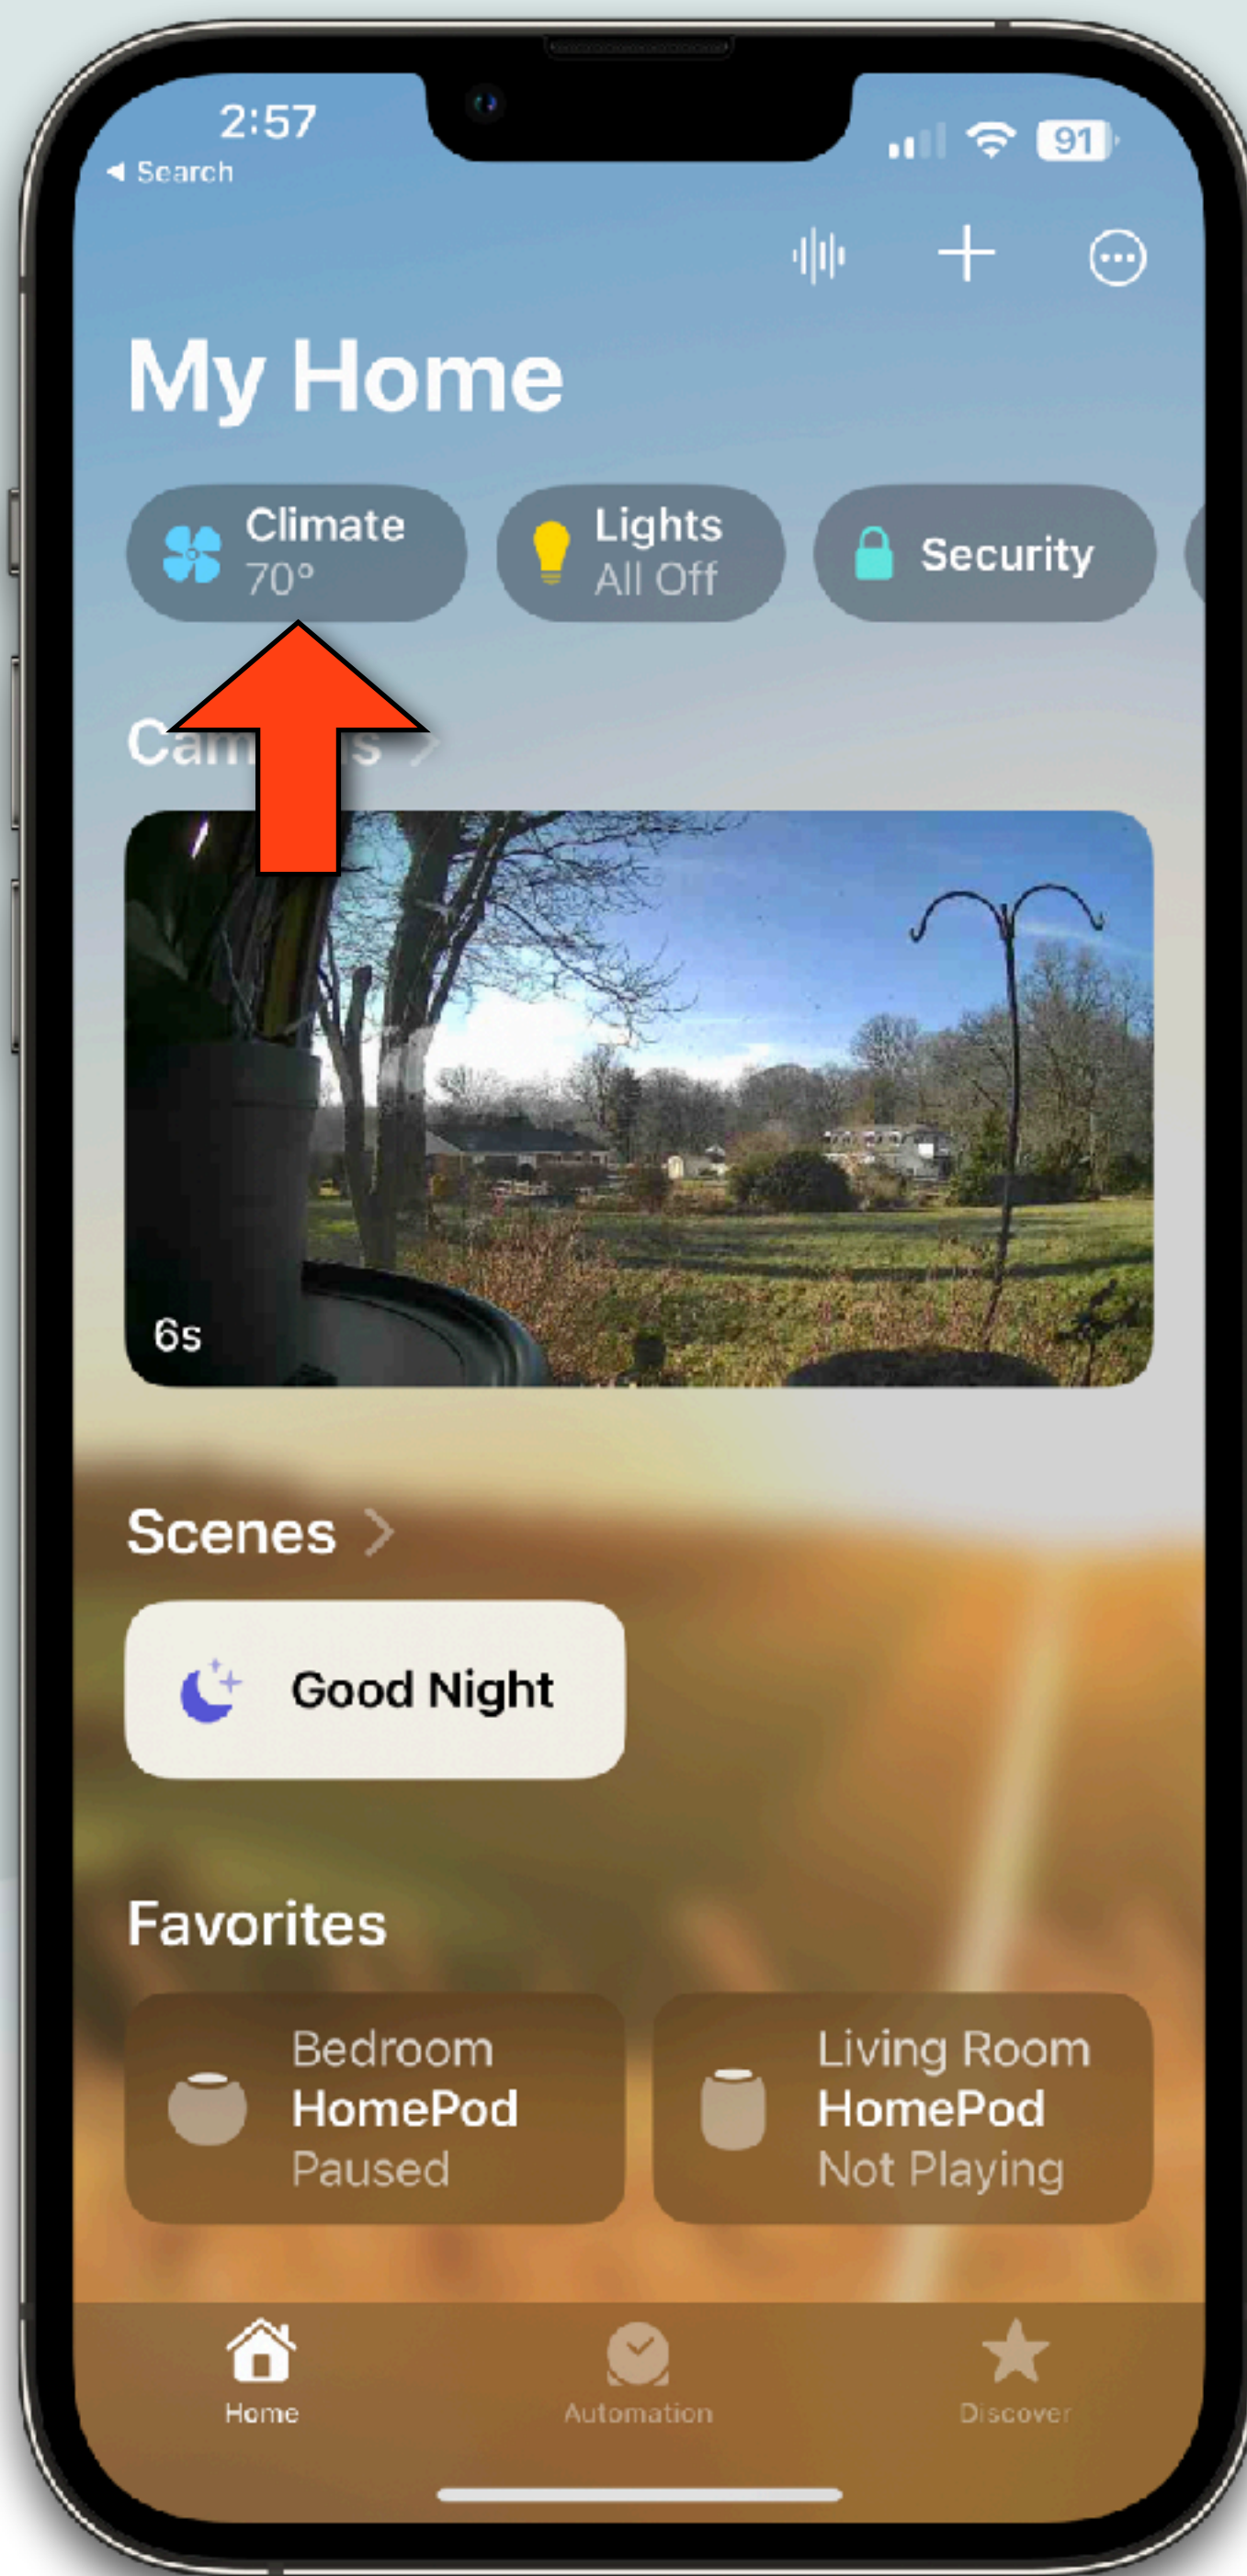 2:57
91
Search
My Home
Climate
70°
Lights
All Off
Security
6s
Scenes
Good Night
Favorites
Bedroom
HomePod
Paused
Living Room
HomePod
Not Playing
Home
Automation
Discover